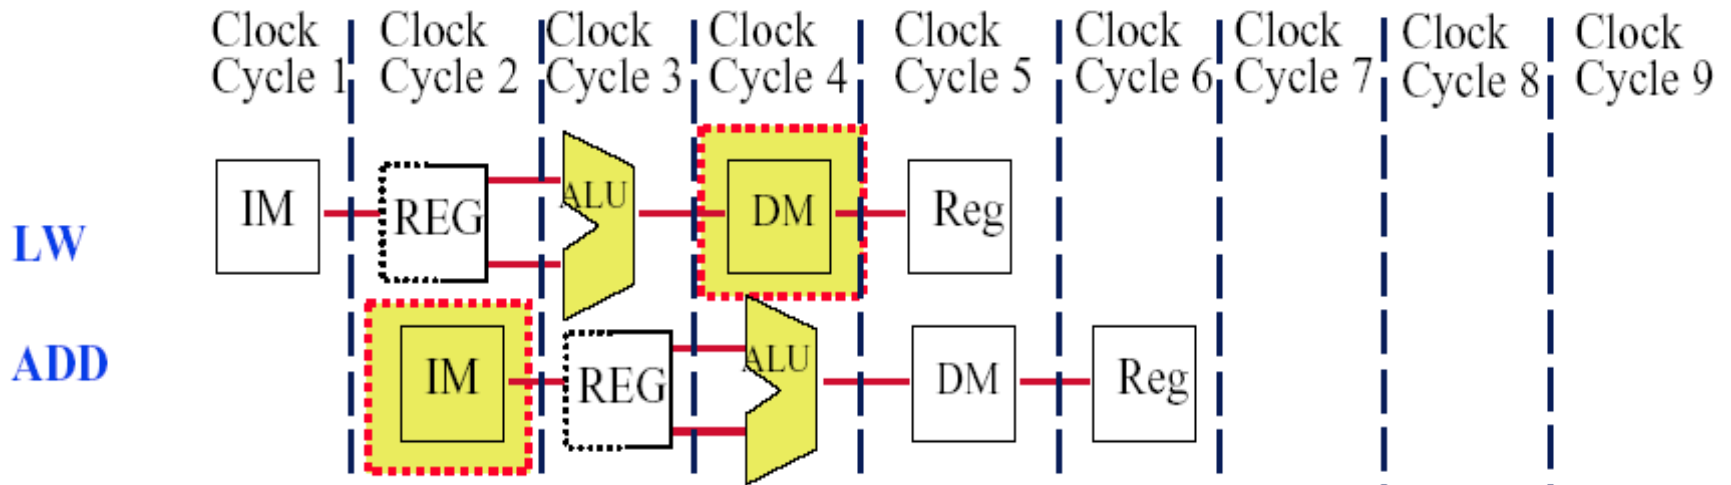 Clock Cycle 1
Clock Cycle 2
Clock Cycle 3
Clock Cycle 4
Clock Cycle 5
Clock Cycle 6
Clock Cycle 7
Clock Cycle 8
Clock Cycle 9
LW
IM
REG
ALU
DM
Reg
ADD
IM
REG
ALU
DM
Reg